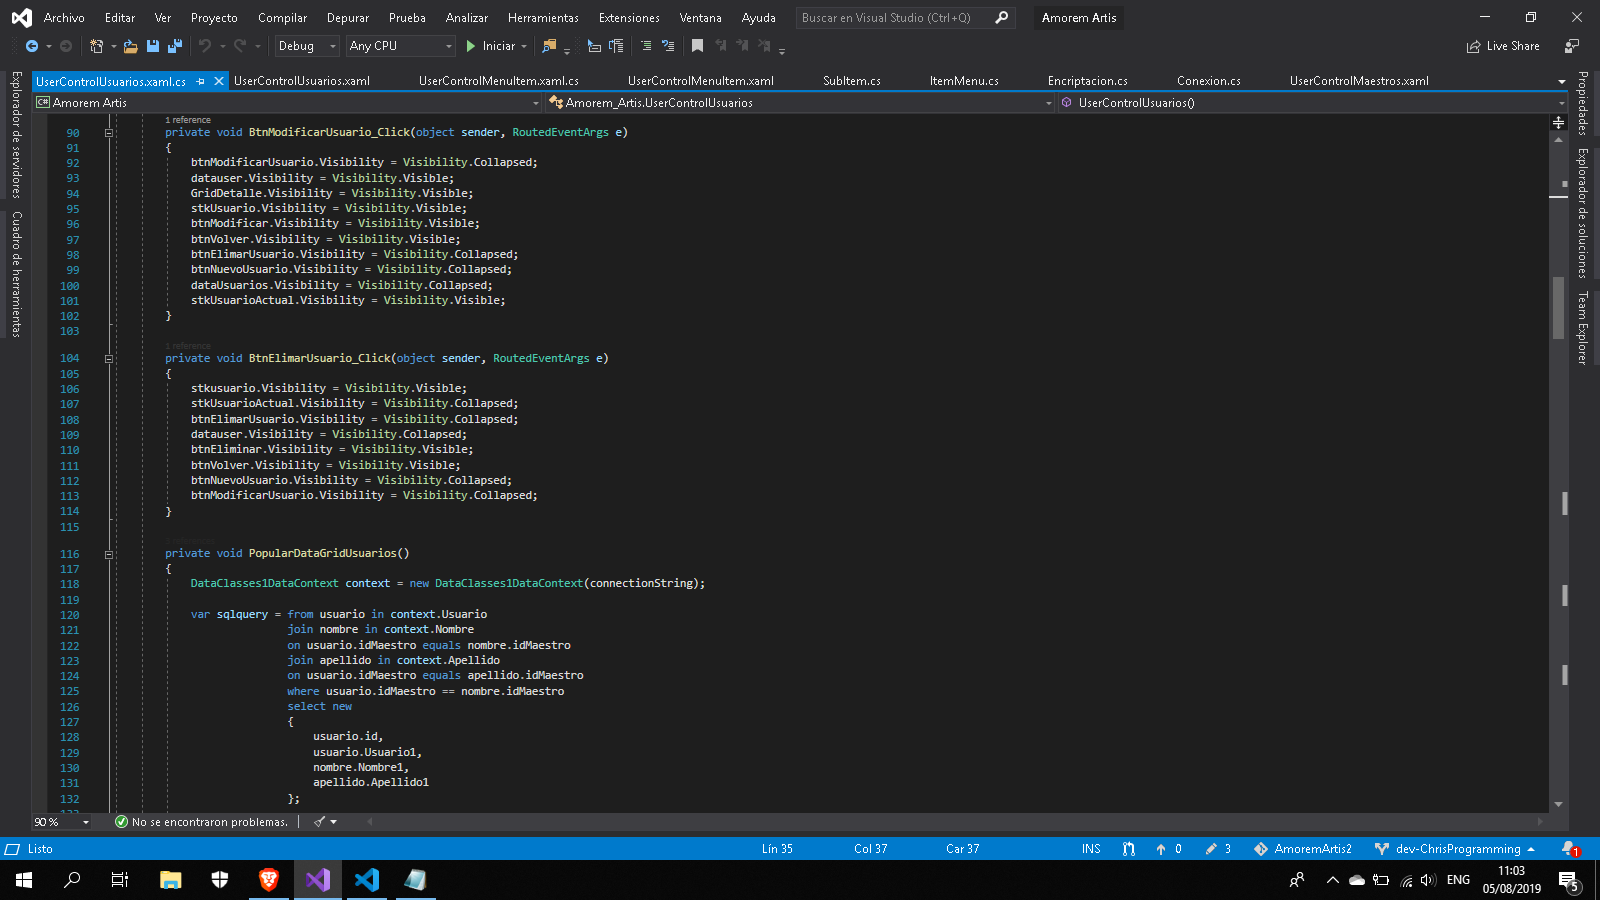 Archivo Editar Ver Proyecto Compilar Depurar Prueba Analizar Herramientas Extensiones Ventana Ayuda Buscar en Visual Studio (Ctrl+Q) Amorem Artis
Debug Any CPU Iniciar Live Share
UserControlUsuarios.xaml.cs UserControlUsuarios.xaml UserControlMenuItem.xaml.cs UserControlMenuItem.xaml SubItem.cs ItemMenu.cs Encriptacion.cs Conexion.cs UserControlMaestros.xaml
Amorem Artis Amorem_Artis.UserControlUsuarios UserControlUsuarios()
Explorador de servidores
Cuadro de herramientas
1 reference
90 private void BtnModificarUsuario_Click(object sender, RoutedEventArgs e)
91 {
92 btnModificarUsuario.Visibility = Visibility.Collapsed;
93 datauser.Visibility = Visibility.Visible;
94 GridDetalle.Visibility = Visibility.Visible;
95 stkUsuario.Visibility = Visibility.Visible;
96 btnModificar.Visibility = Visibility.Visible;
97 btnVolver.Visibility = Visibility.Visible;
98 btnElimarUsuario.Visibility = Visibility.Collapsed;
99 btnNuevoUsuario.Visibility = Visibility.Collapsed;
100 dataUsuarios.Visibility = Visibility.Collapsed;
101 stkUsuarioActual.Visibility = Visibility.Visible;
102 }
103
1 reference
104 private void BtnElimarUsuario_Click(object sender, RoutedEventArgs e)
105 {
106 stkusuario.Visibility = Visibility.Visible;
107 stkUsuarioActual.Visibility = Visibility.Collapsed;
108 btnElimarUsuario.Visibility = Visibility.Collapsed;
109 datauser.Visibility = Visibility.Collapsed;
110 btnEliminar.Visibility = Visibility.Visible;
111 btnVolver.Visibility = Visibility.Visible;
112 btnNuevoUsuario.Visibility = Visibility.Collapsed;
113 btnModificarUsuario.Visibility = Visibility.Collapsed;
114 }
115
116 private void PopularDataGridUsuarios()
117 {
118 DataClasses1DataContext context = new DataClasses1DataContext(connectionString);
119
120 var sqlquery = from usuario in context.Usuario
121 join nombre in context.Nombre
122 on usuario.idMaestro equals nombre.idMaestro
123 join apellido in context.Apellido
124 on usuario.idMaestro equals apellido.idMaestro
125 where usuario.idMaestro == nombre.idMaestro
126 select new
127 {
128 usuario.id,
129 usuario.Usuario1,
130 nombre.Nombre1,
131 apellido.Apellido1
132 };
Propiedades
Explorador de soluciones
Team Explorer
90 % No se encontraron problemas.
Listo Lín 35 Col 37 Car 37 INS 0 3 AmoremArtis2 dev-ChrisProgramming 1
ENG 11:03
05/08/2019 5